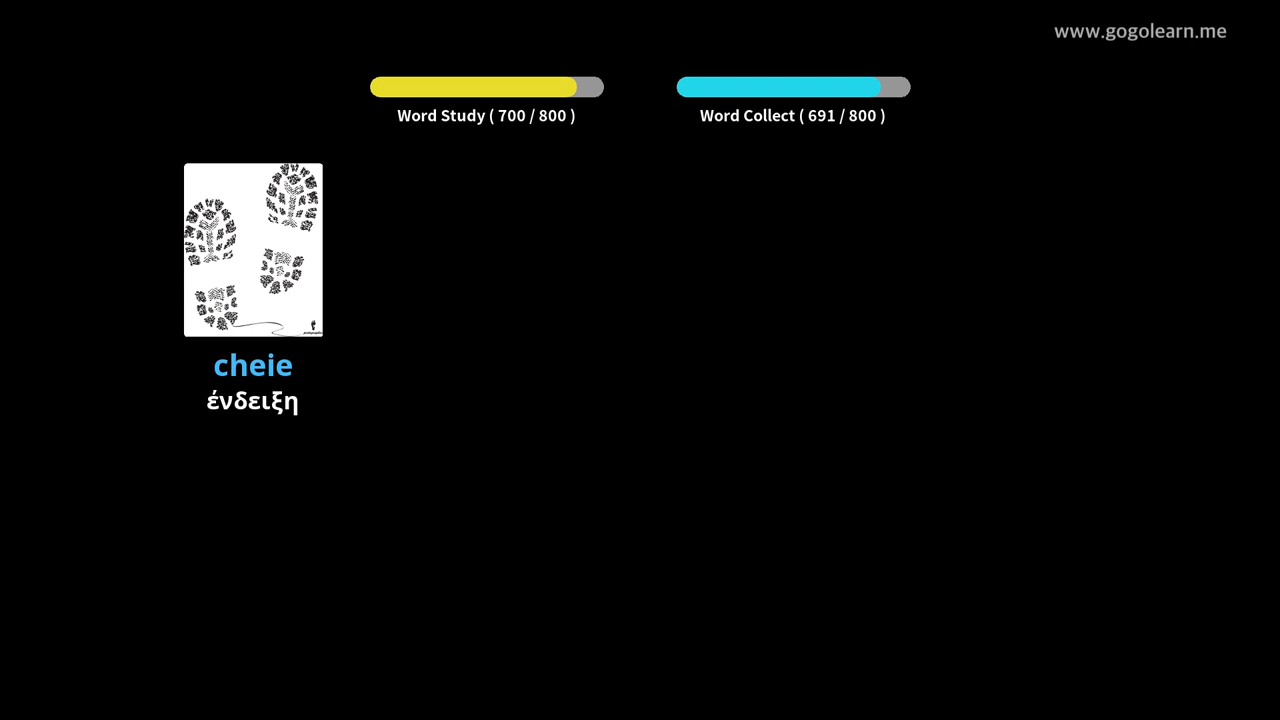 www.gogolearn.me
Word Study ( 700 / 800 )
Word Collect ( 691 / 800 )
cheie
ένδειξη